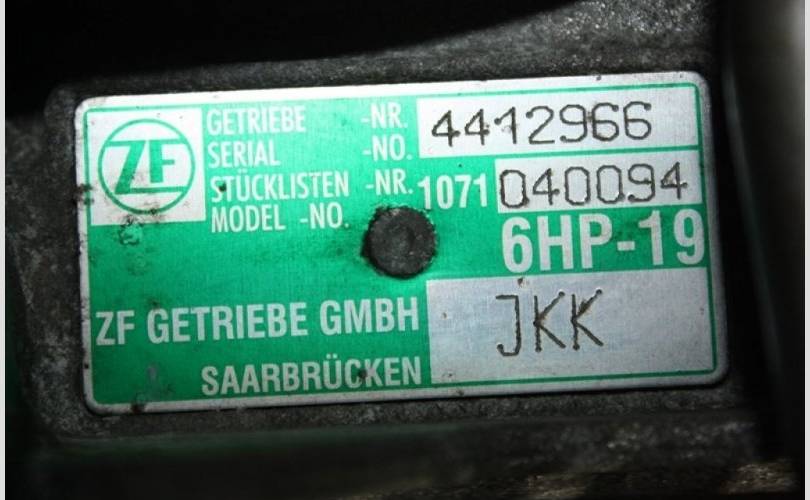 ZF
GETRIEBE -NR. 4412966
SERIAL -NO.
STÜCKLISTEN -NR. 1071 040094
MODEL -NO.
6HP-19
ZF GETRIEBE GMBH JKK
SAARBRÜCKEN